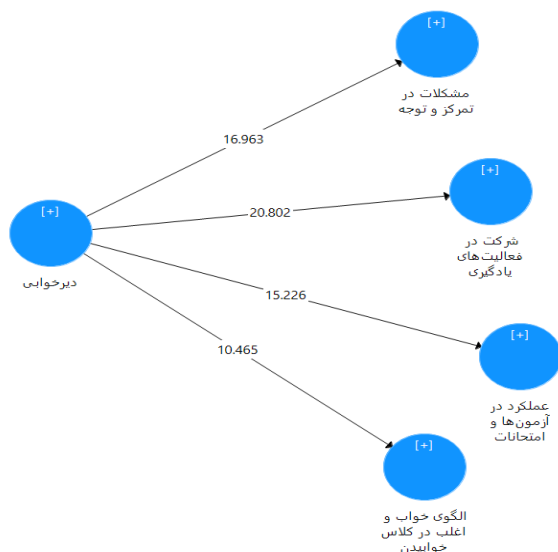 [+]
مشکلات در
تمرکز و توجه
16.963
[+]
شرکت در
فعالیت‌های
یادگیری
20.802
[+]
دیرخوابی
15.226
[+]
عملکرد در
آزمون‌ها و
امتحانات
10.465
[+]
الگوی خواب و
اغلب در کلاس
خوابیدن